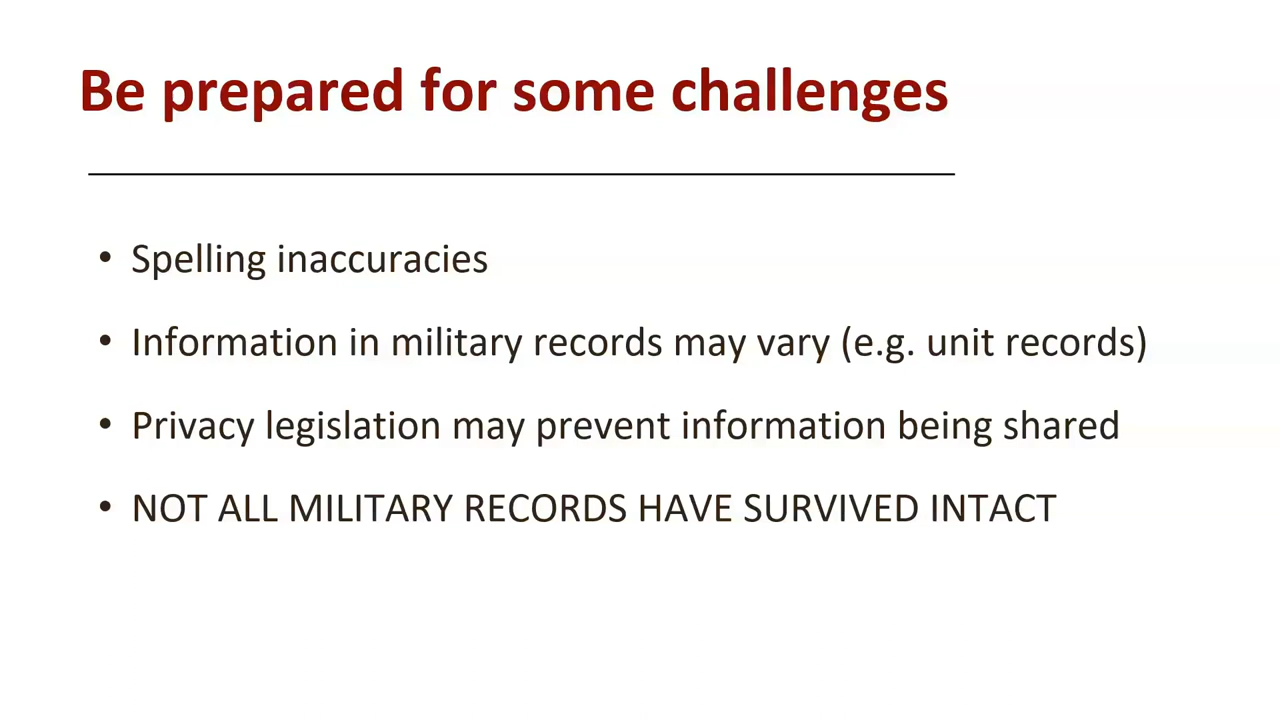 Be prepared for some challenges
• Spelling inaccuracies
• Information in military records may vary (e.g. unit records)
• Privacy legislation may prevent information being shared
• NOT ALL MILITARY RECORDS HAVE SURVIVED INTACT